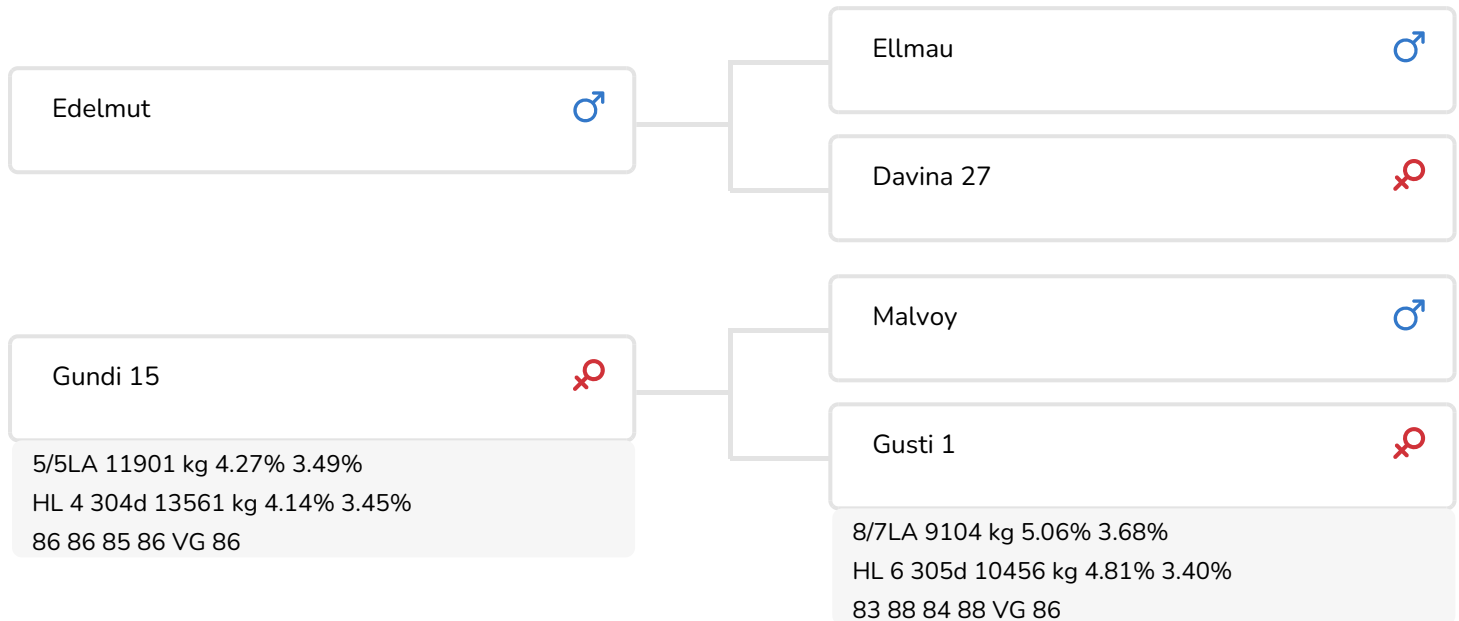 Edelmut
Ellmau
Davina 27
Gundi 15
5/5LA 11901 kg 4.27% 3.49%
HL 4 304d 13561 kg 4.14% 3.45%
86 86 85 86 VG 86
Malvoy
Gusti 1
8/7LA 9104 kg 5.06% 3.68%
HL 6 305d 10456 kg 4.81% 3.40%
83 88 84 88 VG 86